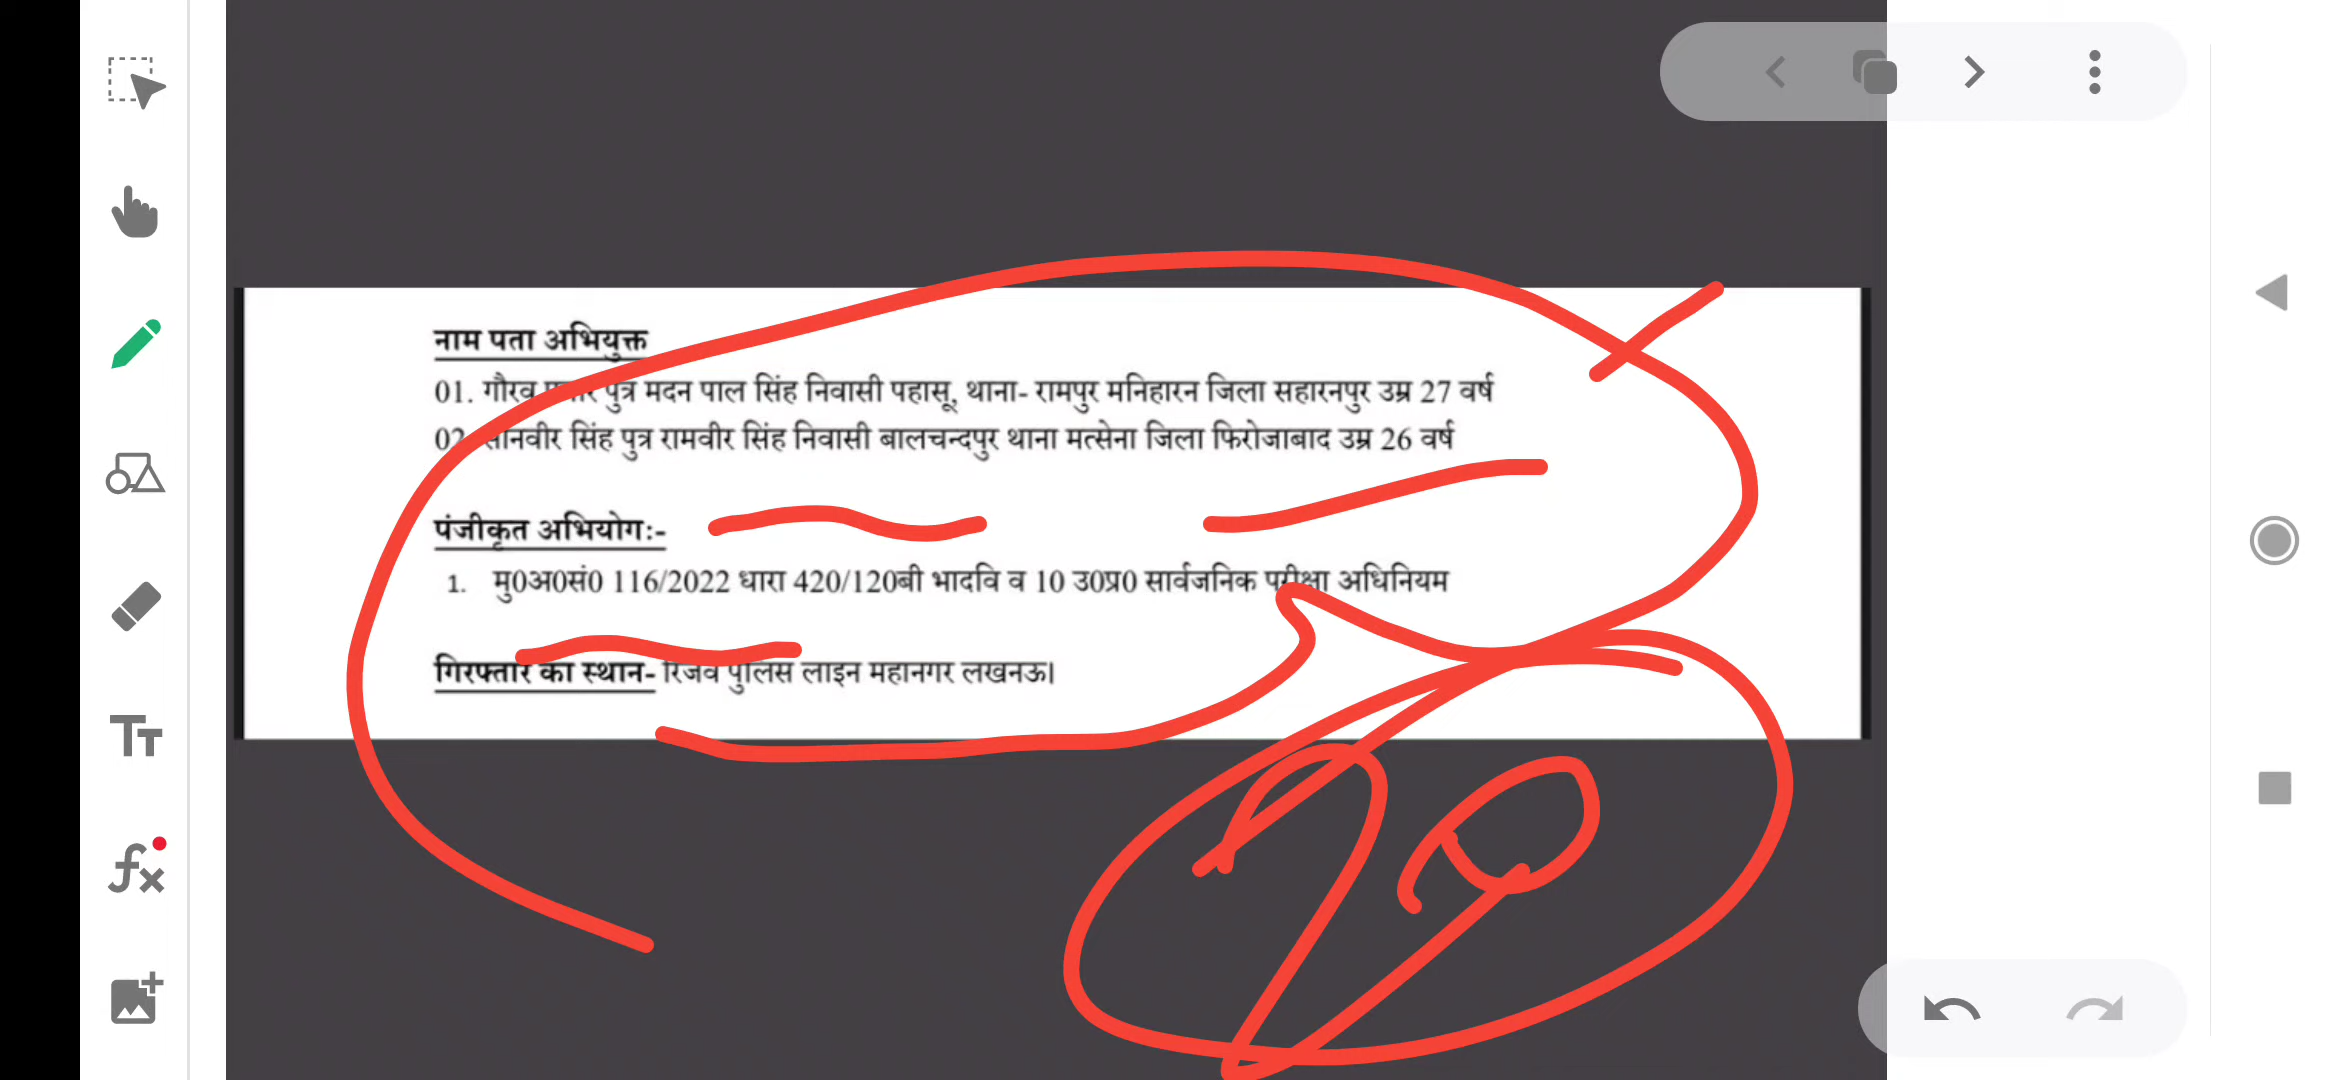 नाम पता अभियुक्त
01. गौरव पुत्र मदन पाल सिंह निवासी पहासू, थाना- रामपुर मनिहारन जिला सहारनपुर उम्र 27 वर्ष
02 सिंह पुत्र रामवीर सिंह निवासी बालचन्दपुर थाना मत्सेना जिला फिरोजाबाद उम्र 26 वर्ष
पंजीकृत अभियोगः-
1. मु0अ0सं0 116/2022 धारा 420/120बी भादवि व 10 उ0प्र0 सार्वजनिक परीक्षा अधिनियम
गिरफ्तार का स्थान- रिजर्व पुलिस लाइन महानगर लखनऊ।
Tт
fx